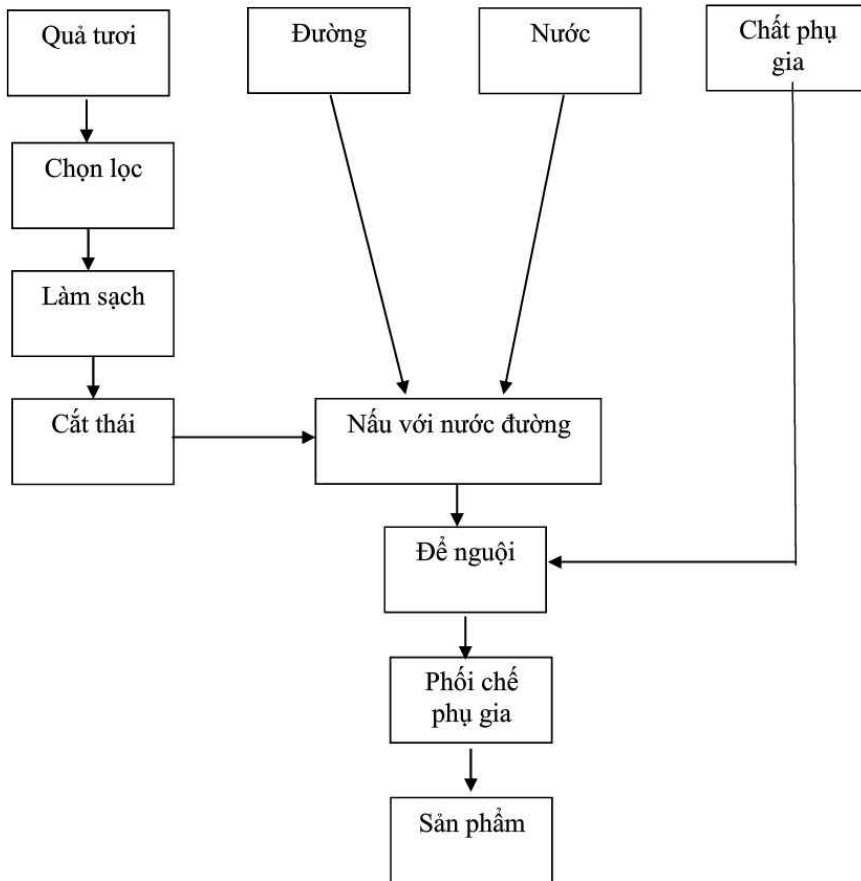 Quả tươi
Đường
Nước
Chất phụ
gia
Chọn lọc
Làm sạch
Cắt thái
Nấu với nước đường
Để nguội
Phối chế
phụ gia
Sản phẩm